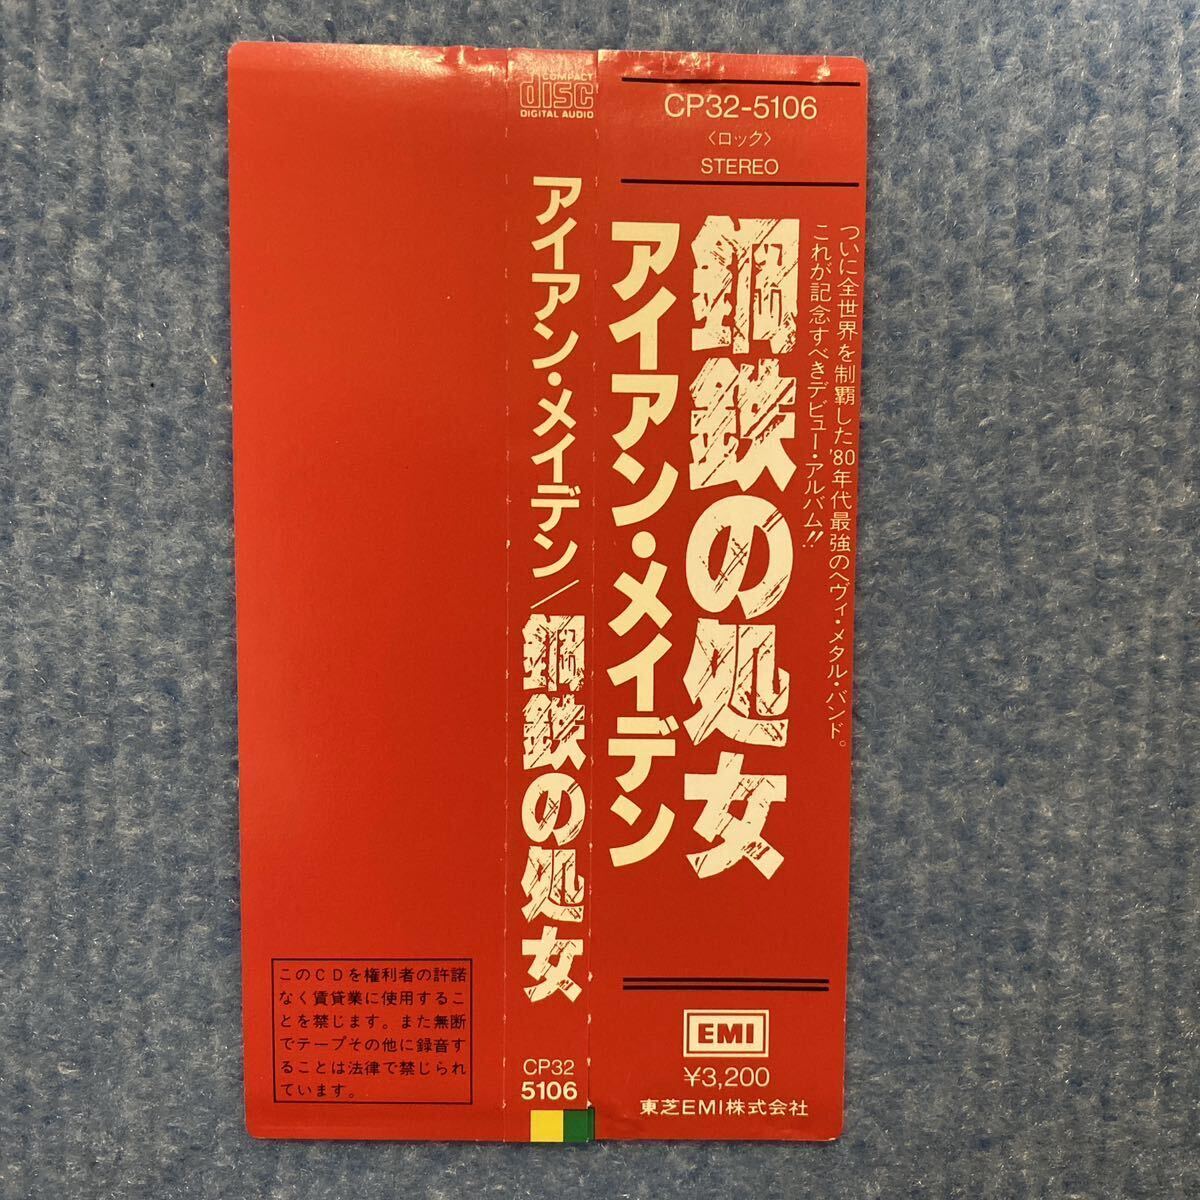 CP32-5106
〈ロック〉
STEREO
ついに全世界を制覇した'80年代最強のヘヴィ・メタル・バンド。
これが記念すべきデビュー・アルバム!!
鋼鉄の処女
アイアン・メイデン
EMI
¥3,200
東芝EMI株式会社
COMPACT
disc
DIGITAL AUDIO
アイアン・メイデン/鋼鉄の処女
CP32
5106
このCDを権利者の許諾
なく賃貸業に使用するこ
とを禁じます。また無断
でテープその他に録音す
ることは法律で禁じられ
ています。